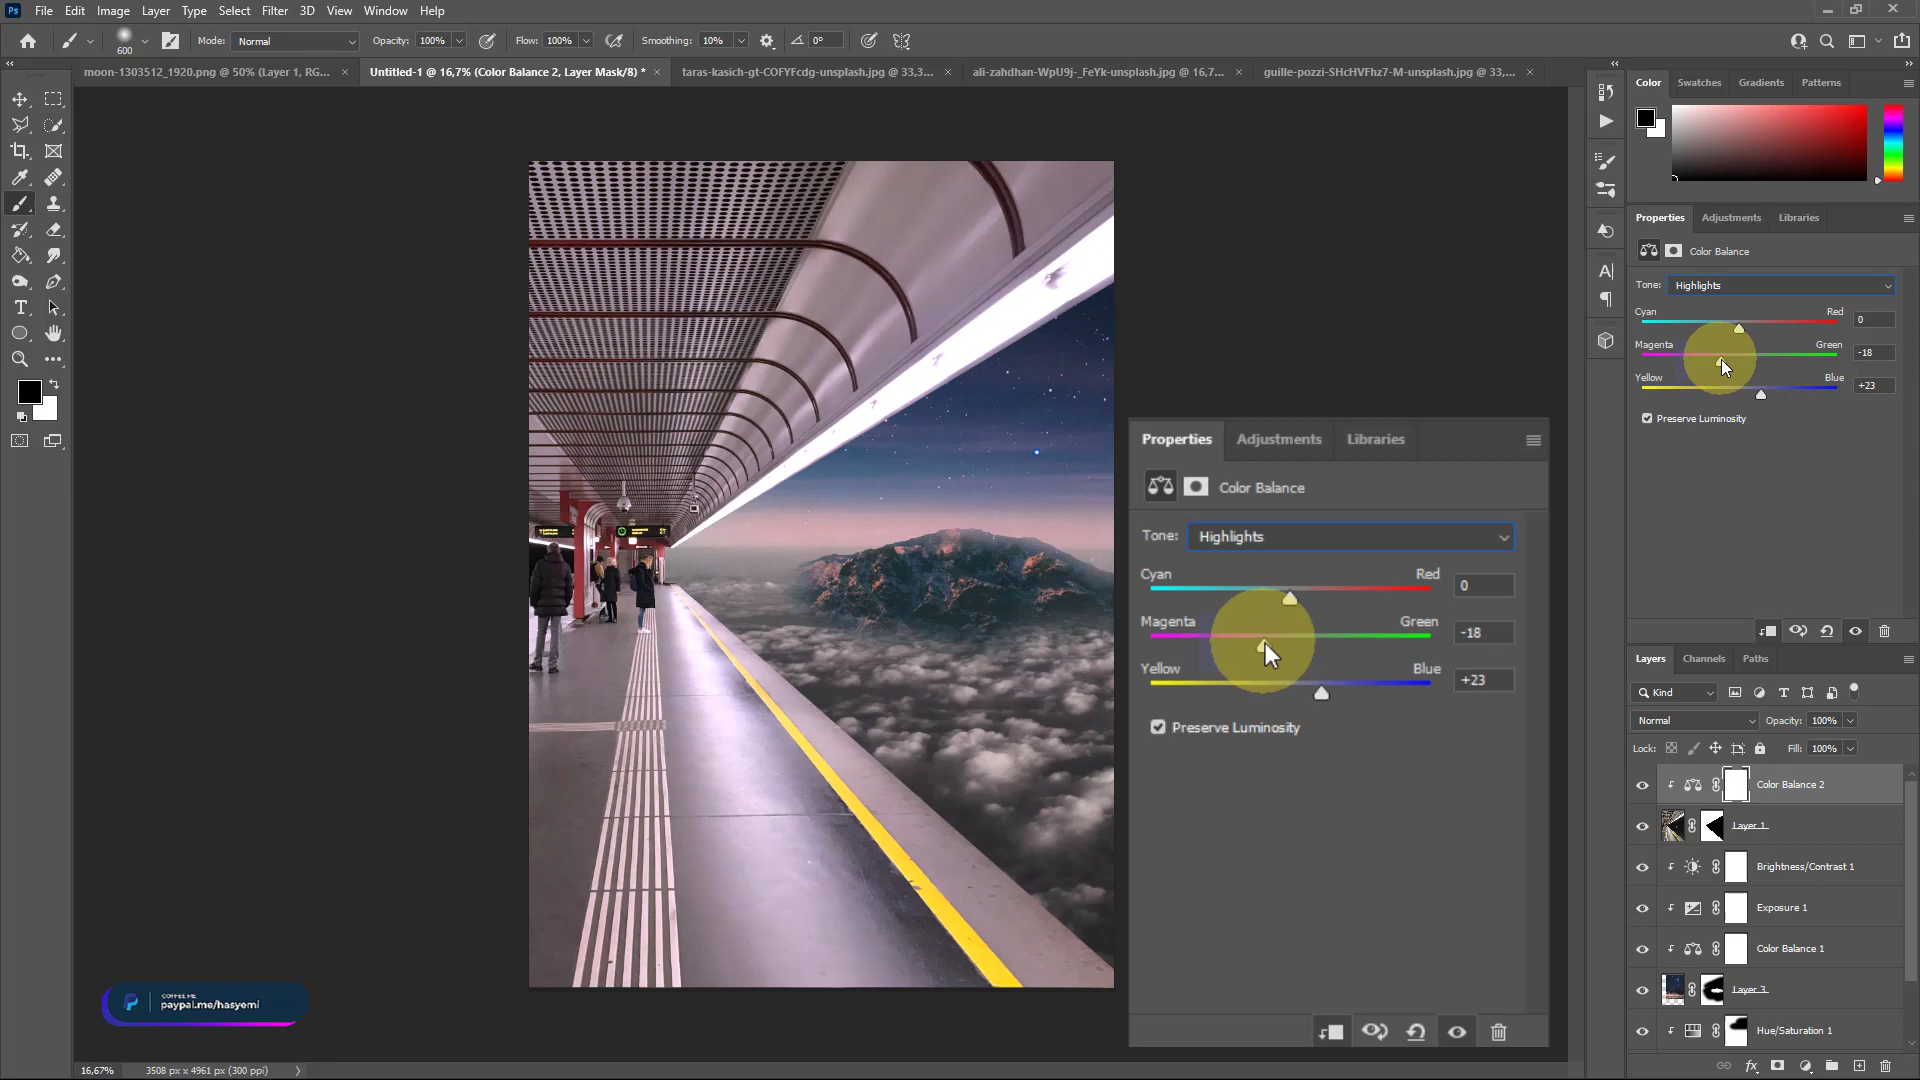 Ps File Edit Image Layer Type Select Filter 3D View Window Help
600 Mode: Normal Opacity: 100% Flow: 100% Smoothing: 10% 0°
moon-1303512_1920.png @ 50% (Layer 1, RG... × Untitled-1 @ 16,7% (Color Balance 2, Layer Mask/8) * × taras-kasich-gt-COFYFcdg-unsplash.jpg @ 33,3... × ali-zahdhan-WpU9j-_FeYk-unsplash.jpg @ 16,7... × guille-pozzi-SHcHVFhz7-M-unsplash.jpg @ 33,... ×
Color Swatches Gradients Patterns
Properties Adjustments Libraries
Color Balance
Tone: Highlights
Cyan Red 0
Magenta Green -18
Yellow Blue +23
Preserve Luminosity
Properties Adjustments Libraries
Color Balance
Tone: Highlights
Cyan Red 0
Magenta Green -18
Yellow Blue +23
Preserve Luminosity
Layers Channels Paths
Kind
Normal Opacity: 100%
Lock: Fill: 100%
Color Balance 2
Layer 1
Brightness/Contrast 1
Exposure 1
Color Balance 1
Layer 3
Hue/Saturation 1
COFFEE ME
paypal.me/hasyemi
16,67% 3508 px x 4961 px (300 ppi)